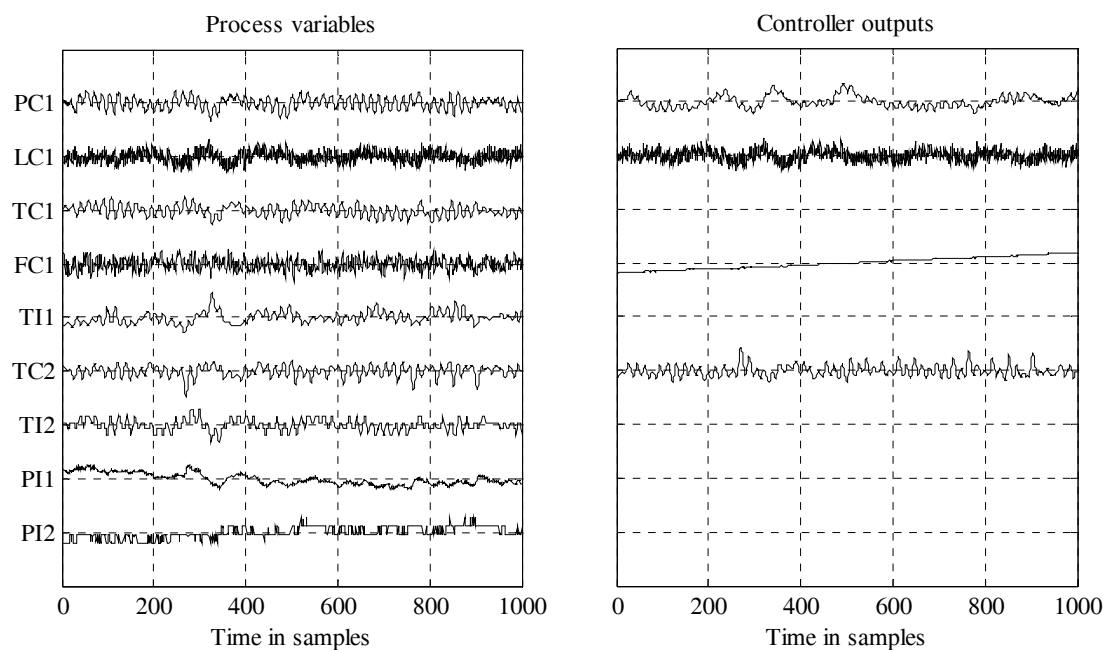 Process variables
Controller outputs
PC1
LC1
TC1
FC1
TI1
TC2
TI2
PI1
PI2
0 200 400 600 800 1000
0 200 400 600 800 1000
Time in samples
Time in samples